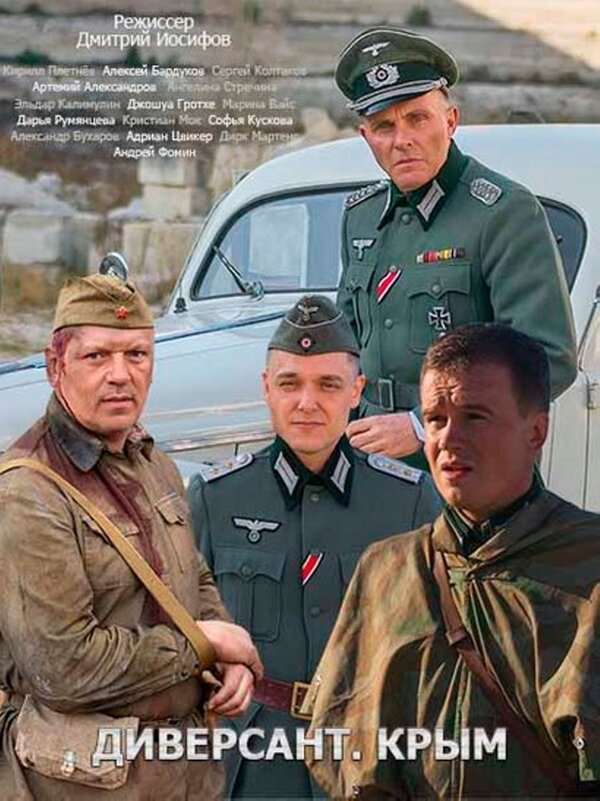 Режиссер
Дмитрий Иосифов
Кирилл Плетнёв Алексей Бардуков Сергей Колтаков
Артемий Александров Ангелина Стречина
Эльдар Калимулин Джошуа Гротхе Марина Вайс
Дарья Румянцева Кристиан Мок Софья Кускова
Александр Бухаров Адриан Цвикер Дирк Мартенс
Андрей Фомин
ДИВЕРСАНТ. КРЫМ